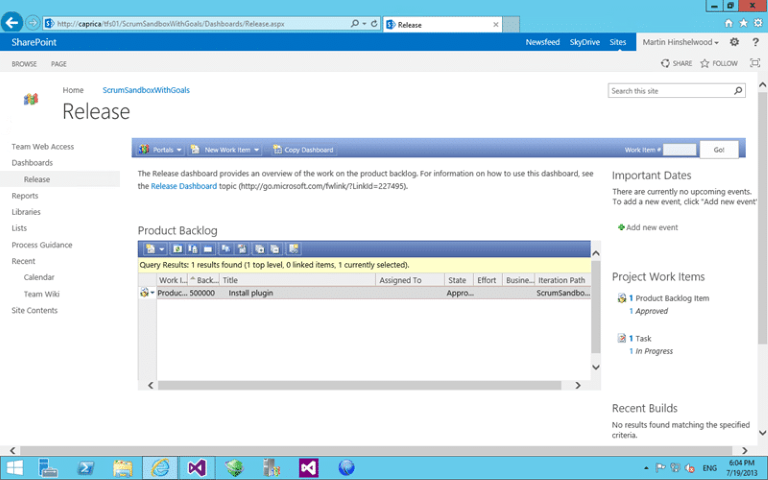 http://caprica/tfs01/ScrumSandboxWithGoals/Dashboards/Release.aspx
Release
SharePoint
Newsfeed SkyDrive Sites Martin Hinshelwood
BROWSE PAGE
SHARE FOLLOW
Home ScrumSandboxWithGoals
Release
Search this site
Team Web Access
Dashboards
Release
Reports
Libraries
Lists
Process Guidance
Recent
Calendar
Team Wiki
Site Contents
Portals New Work Item Copy Dashboard Work Item # Go!
The Release dashboard provides an overview of the work on the product backlog. For information on how to use this dashboard, see
the Release Dashboard topic (http://go.microsoft.com/fwlink/?LinkId=227495).
Product Backlog
Query Results: 1 results found (1 top level, 0 linked items, 1 currently selected).
Work I... Back... Title Assigned To State Effort Busine... Iteration Path
Produc... 500000 Install plugin Appro... ScrumSandbo...
Important Dates
There are currently no upcoming events.
To add a new event, click "Add new event"
Add new event
Project Work Items
1 Product Backlog Item
1 Approved
1 Task
1 In Progress
Recent Builds
No results found matching the specified
criteria.
ENG
6:04 PM
7/19/2013